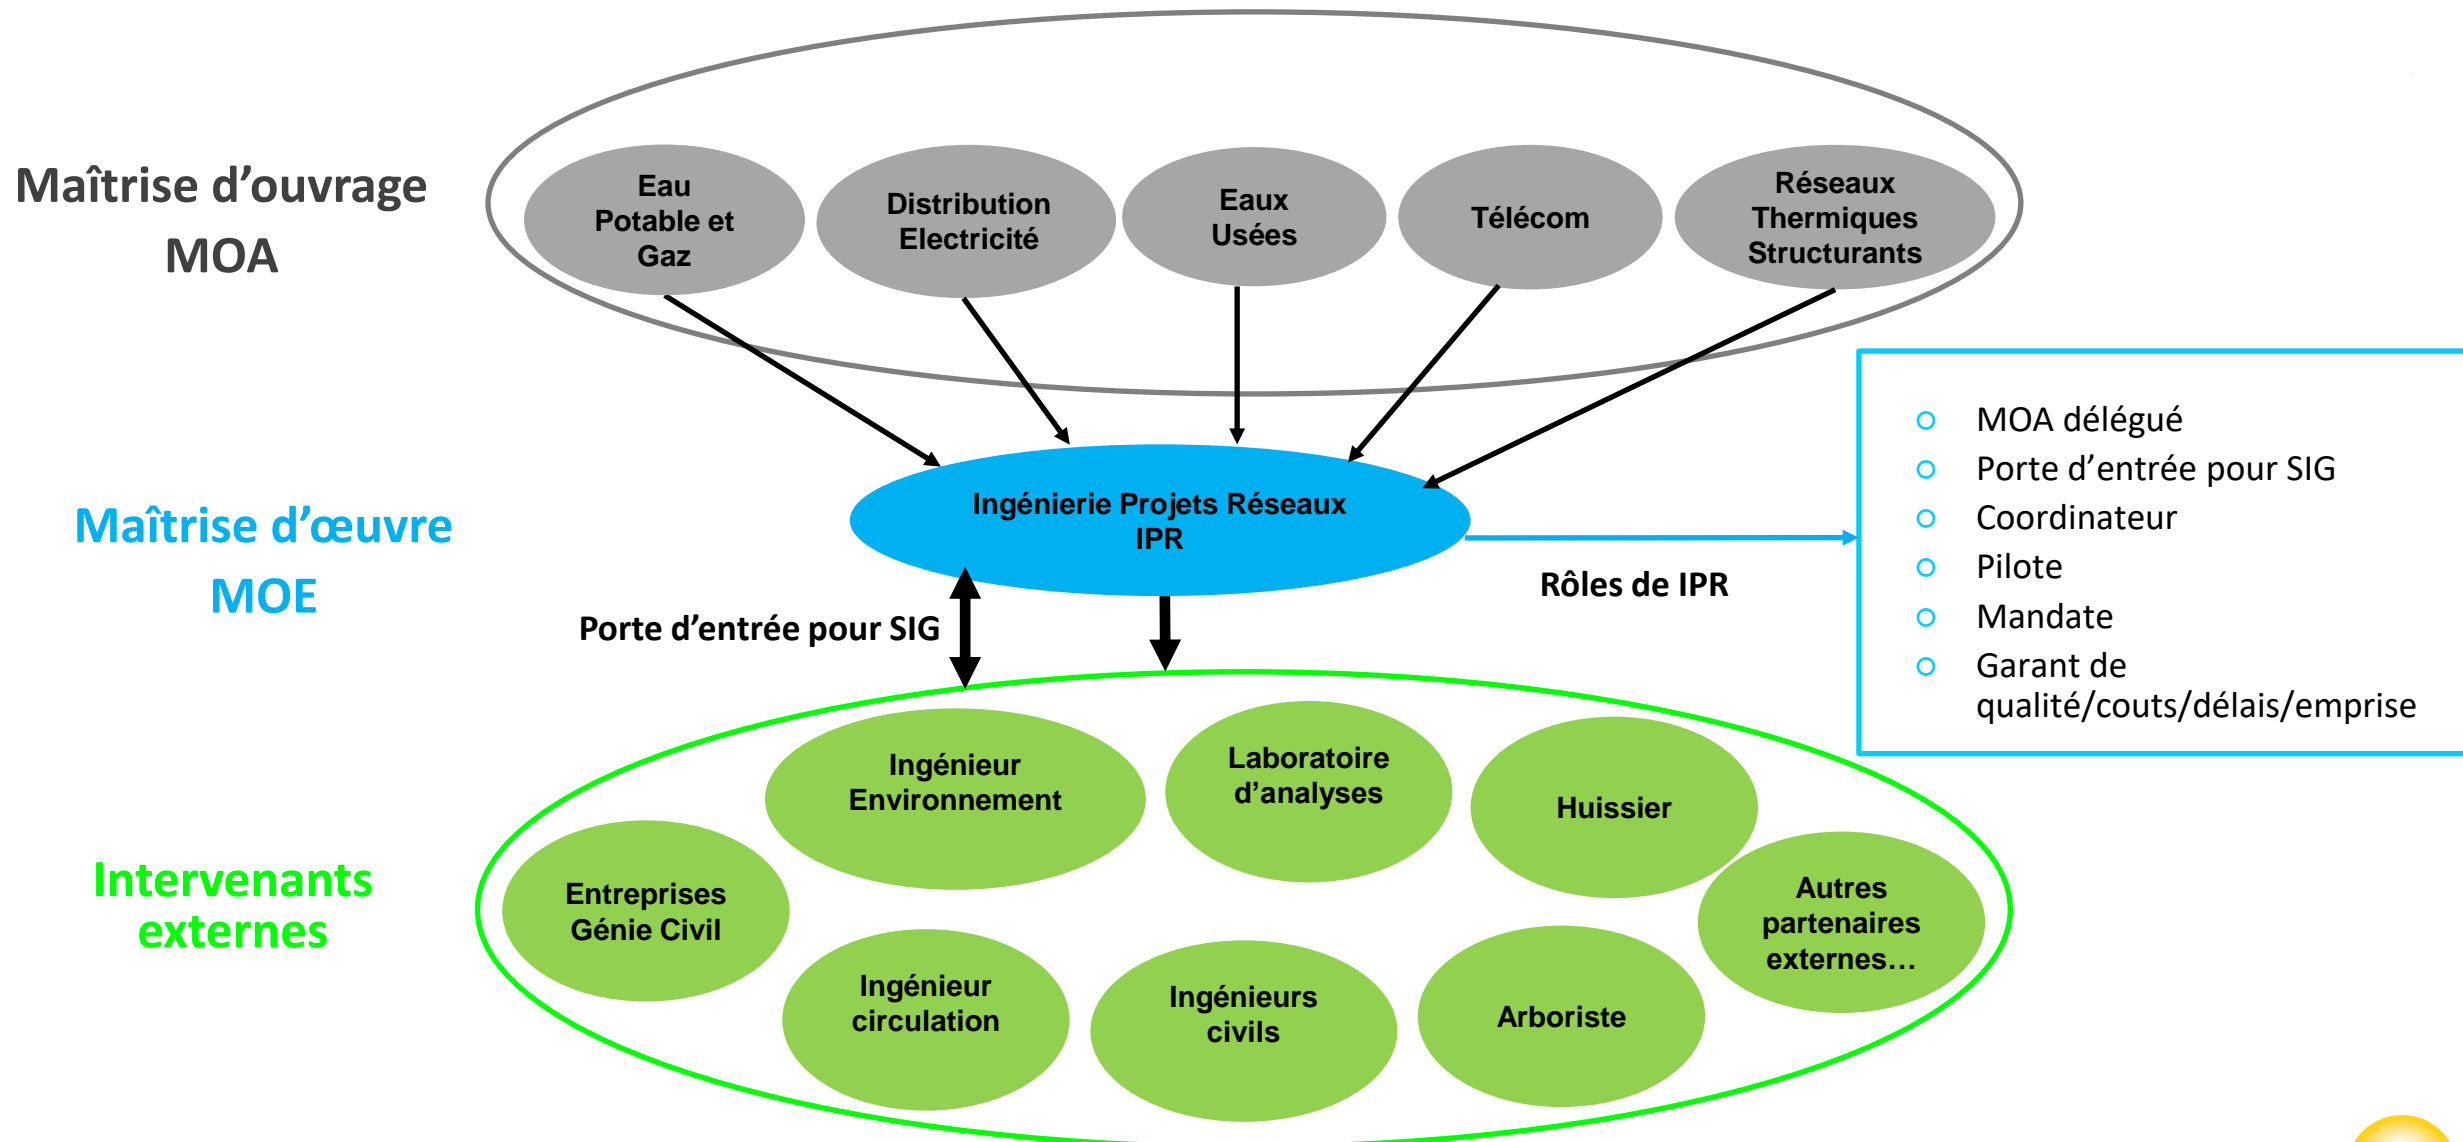 Maîtrise d'ouvrage
MOA
Eau
Potable et
Gaz
Distribution
Electricité
Eaux
Usées
Télécom
Réseaux
Thermiques
Structurants
Maîtrise d'œuvre
MOE
Ingénierie Projets Réseaux
IPR
Rôles de IPR
MOA délégué
Porte d'entrée pour SIG
Coordinateur
Pilote
Mandate
Garant de
qualité/couts/délais/emprise
Porte d'entrée pour SIG
Intervenants
externes
Ingénieur
Environnement
Laboratoire
d'analyses
Huissier
Entreprises
Génie Civil
Autres
partenaires
externes…
Ingénieur
circulation
Ingénieurs
civils
Arboriste